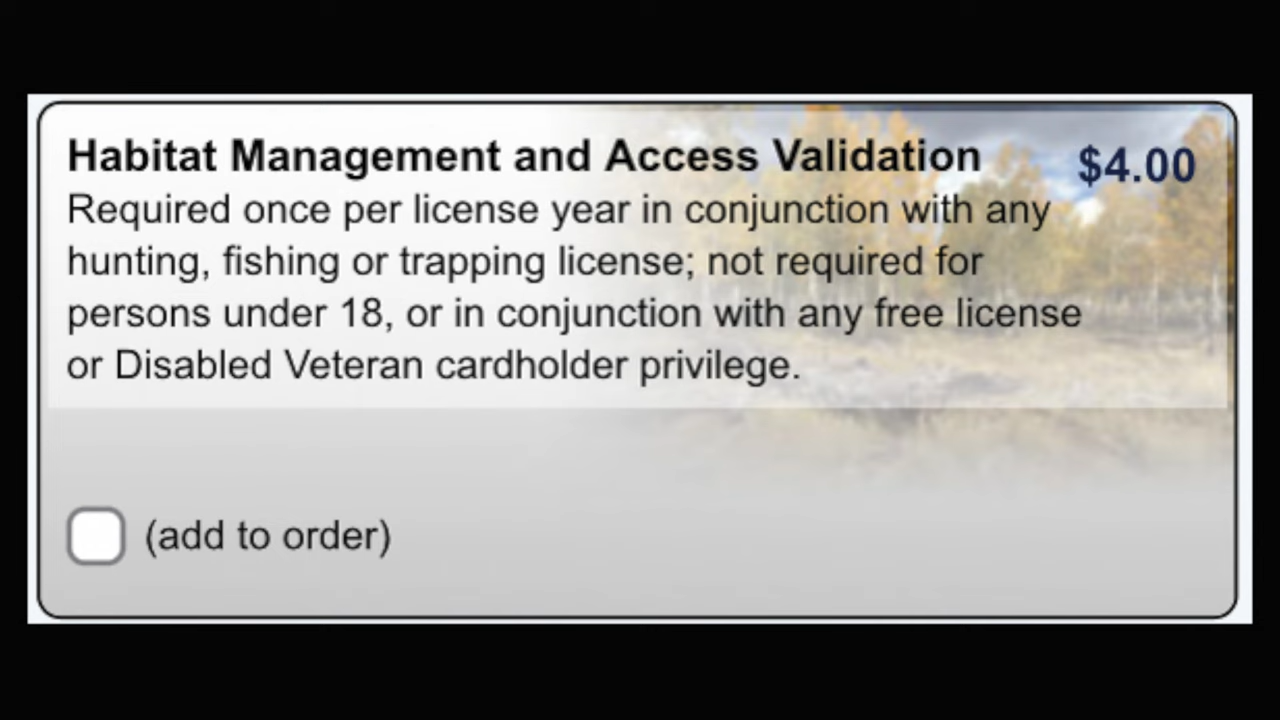 Habitat Management and Access Validation $4.00
Required once per license year in conjunction with any
hunting, fishing or trapping license; not required for
persons under 18, or in conjunction with any free license
or Disabled Veteran cardholder privilege.
(add to order)